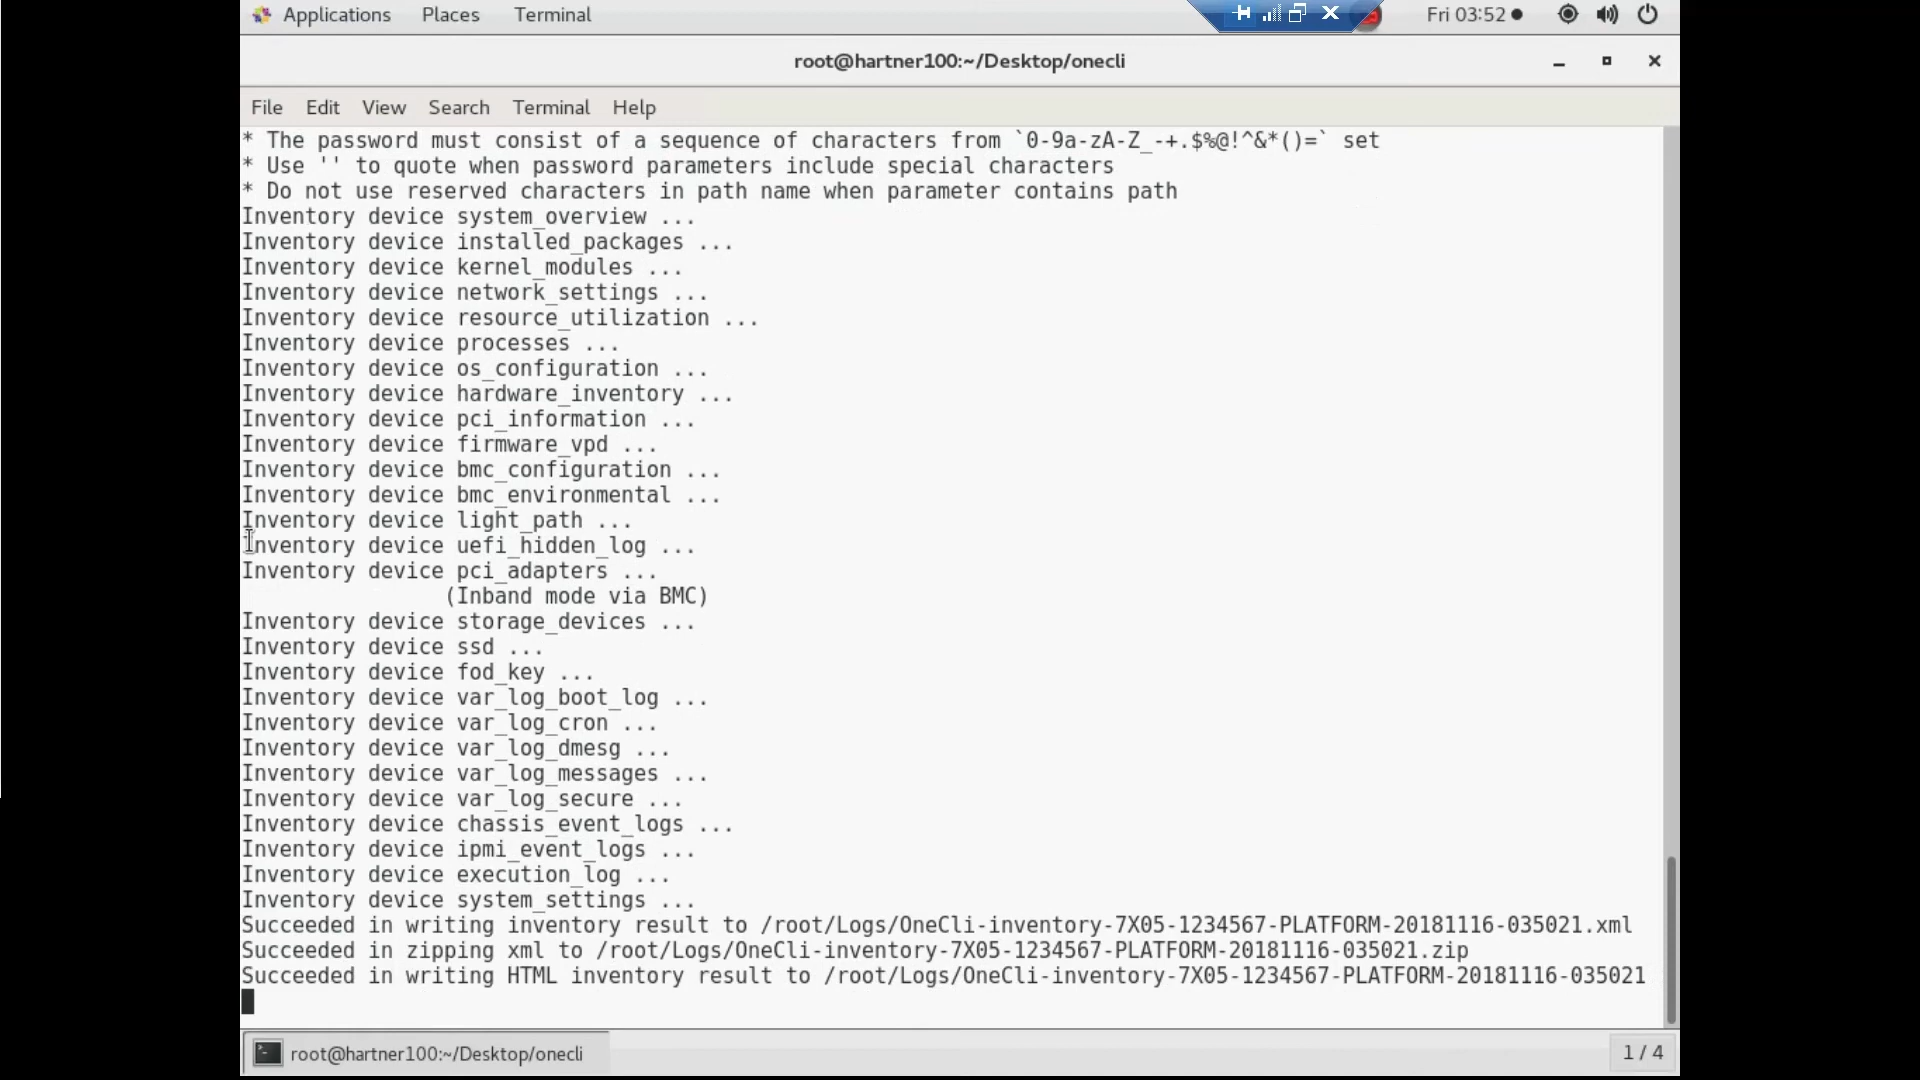 Applications Places Terminal Fri 03:52
root@hartner100:~/Desktop/onecli
File Edit View Search Terminal Help
* The password must consist of a sequence of characters from `0-9a-zA-Z_-+.$%@!^&*()=` set
* Use '' to quote when password parameters include special characters
* Do not use reserved characters in path name when parameter contains path
Inventory device system_overview ...
Inventory device installed_packages ...
Inventory device kernel_modules ...
Inventory device network_settings ...
Inventory device resource_utilization ...
Inventory device processes ...
Inventory device os_configuration ...
Inventory device hardware_inventory ...
Inventory device pci_information ...
Inventory device firmware_vpd ...
Inventory device bmc_configuration ...
Inventory device bmc_environmental ...
Inventory device light_path ...
Inventory device uefi_hidden_log ...
Inventory device pci_adapters ...
(Inband mode via BMC)
Inventory device storage_devices ...
Inventory device ssd ...
Inventory device fod_key ...
Inventory device var_log_boot_log ...
Inventory device var_log_cron ...
Inventory device var_log_dmesg ...
Inventory device var_log_messages ...
Inventory device var_log_secure ...
Inventory device chassis_event_logs ...
Inventory device ipmi_event_logs ...
Inventory device execution_log ...
Inventory device system_settings ...
Succeeded in writing inventory result to /root/Logs/OneCli-inventory-7X05-1234567-PLATFORM-20181116-035021.xml
Succeeded in zipping xml to /root/Logs/OneCli-inventory-7X05-1234567-PLATFORM-20181116-035021.zip
Succeeded in writing HTML inventory result to /root/Logs/OneCli-inventory-7X05-1234567-PLATFORM-20181116-035021
root@hartner100:~/Desktop/onecli
1 / 4